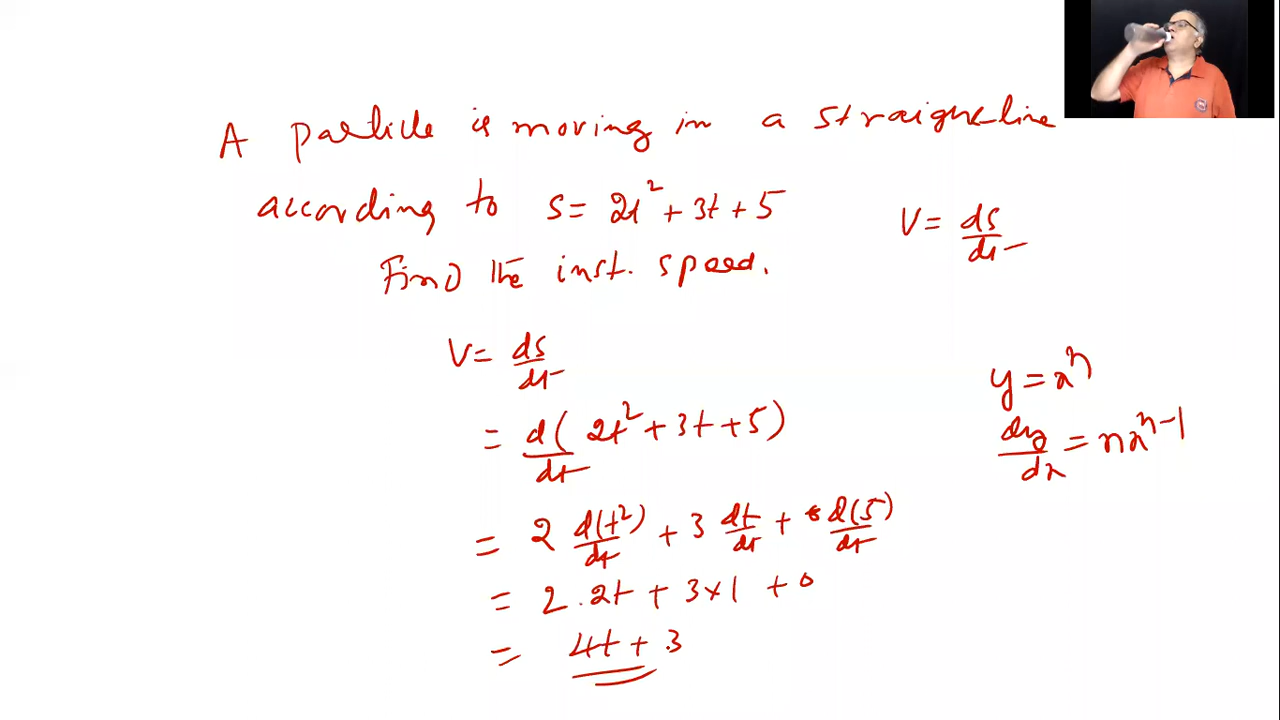 A particle is moving in a straight line
according to s = 2t² + 3t + 5
V = ds/dt
Find the inst. speed.
V = ds/dt
y = xⁿ
= d/dt (2t² + 3t + 5)
dy/dx = nxⁿ⁻¹
= 2 d(t²)/dt + 3 dt/dt + d(5)/dt
= 2.2t + 3×1 + 0
= 4t + 3